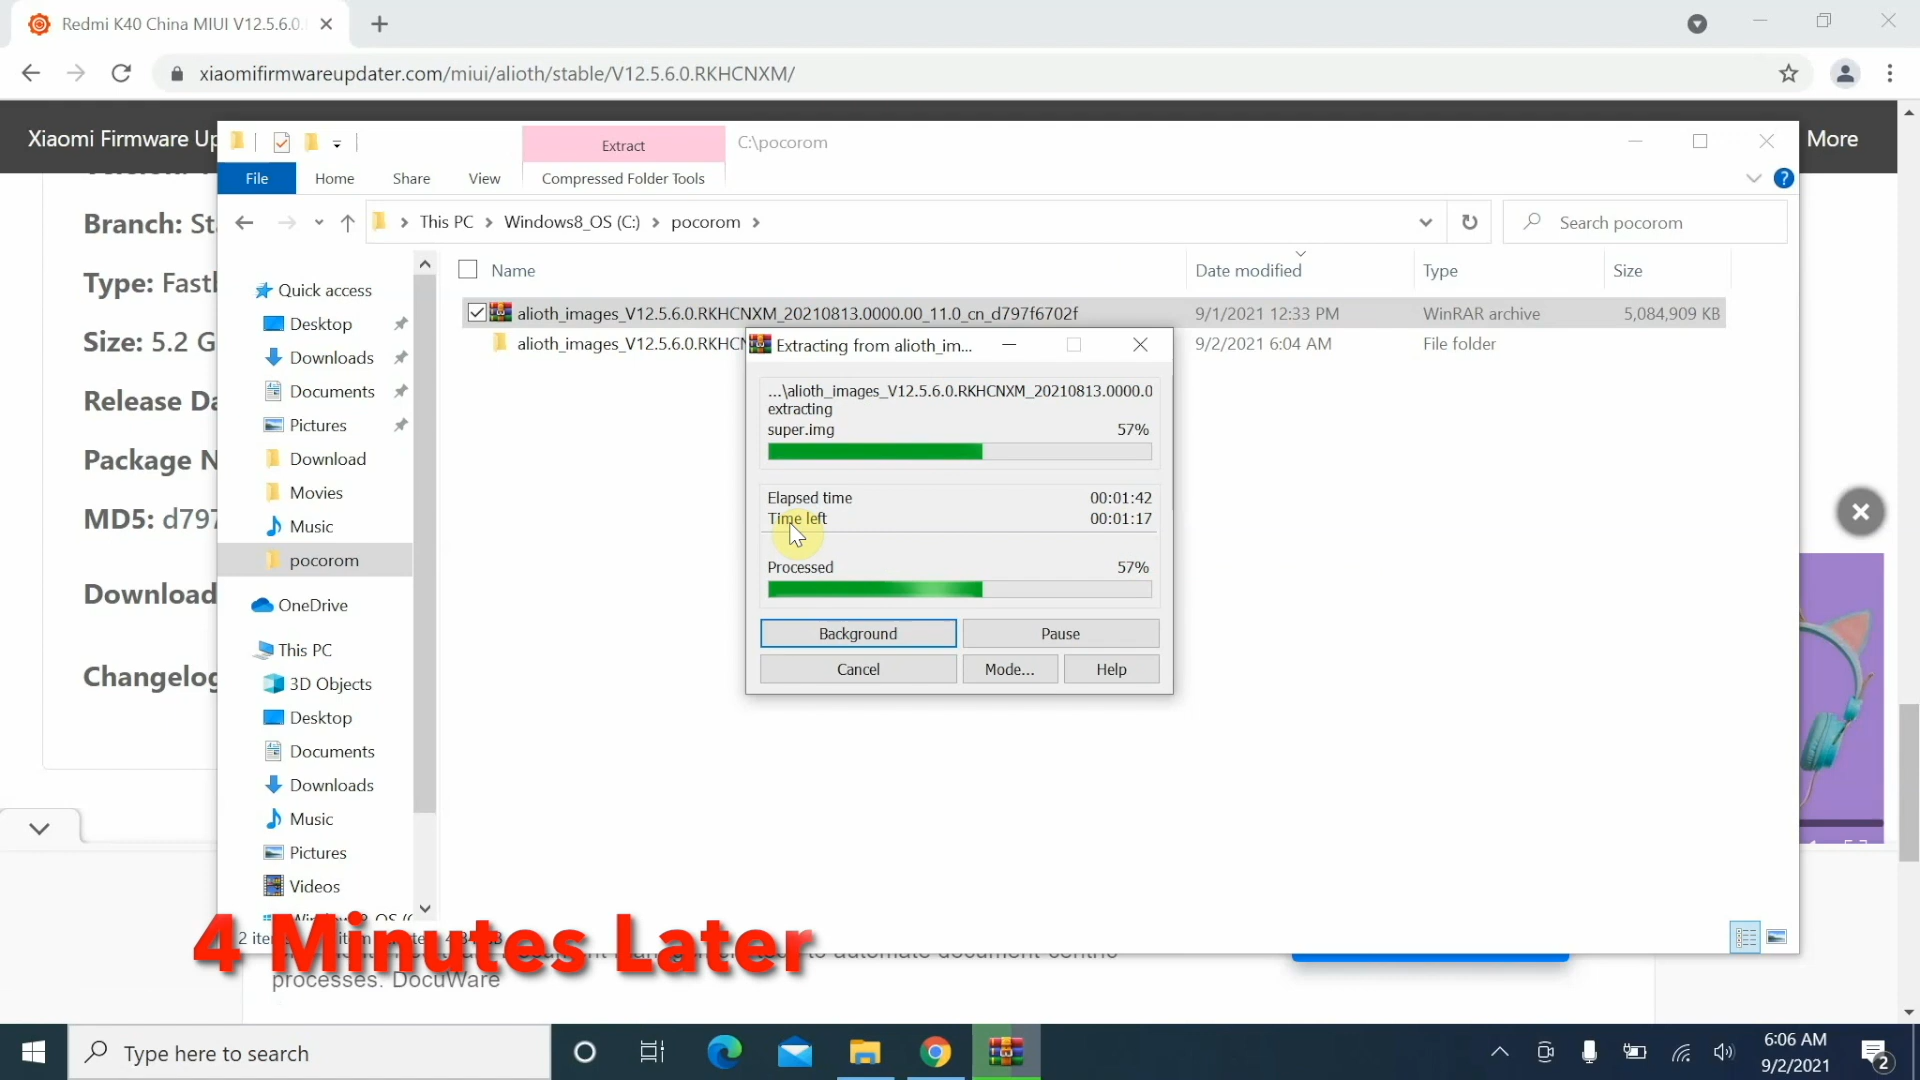 Redmi K40 China MIUI V12.5.6.0.
xiaomifirmwareupdater.com/miui/alioth/stable/V12.5.6.0.RKHCNXM/
Xiaomi Firmware Up
More
Extract
C:\pocorom
File
Home
Share
View
Compressed Folder Tools
This PC
Windows8_OS (C:)
pocorom
Search pocorom
Name
Date modified
Type
Size
alioth_images_V12.5.6.0.RKHCNXM_20210813.0000.00_11.0_cn_d797f6702f
9/1/2021 12:33 PM
WinRAR archive
5,084,909 KB
alioth_images_V12.5.6.0.RKHCN
9/2/2021 6:04 AM
File folder
Branch: St
Type: Fast
Size: 5.2 G
Release Da
Package N
MD5: d797
Download
Changelog
Quick access
Desktop
Downloads
Documents
Pictures
Download
Movies
Music
pocorom
OneDrive
This PC
3D Objects
Desktop
Documents
Downloads
Music
Pictures
Videos
Extracting from alioth_im...
...\alioth_images_V12.5.6.0.RKHCNXM_20210813.0000.0
extracting
super.img 57%
Elapsed time 00:01:42
Time left 00:01:17
Processed 57%
Background
Pause
Cancel
Mode...
Help
4 Minutes Later
to automate document-centric
processes. DocuWare
Type here to search
6:06 AM
9/2/2021
2